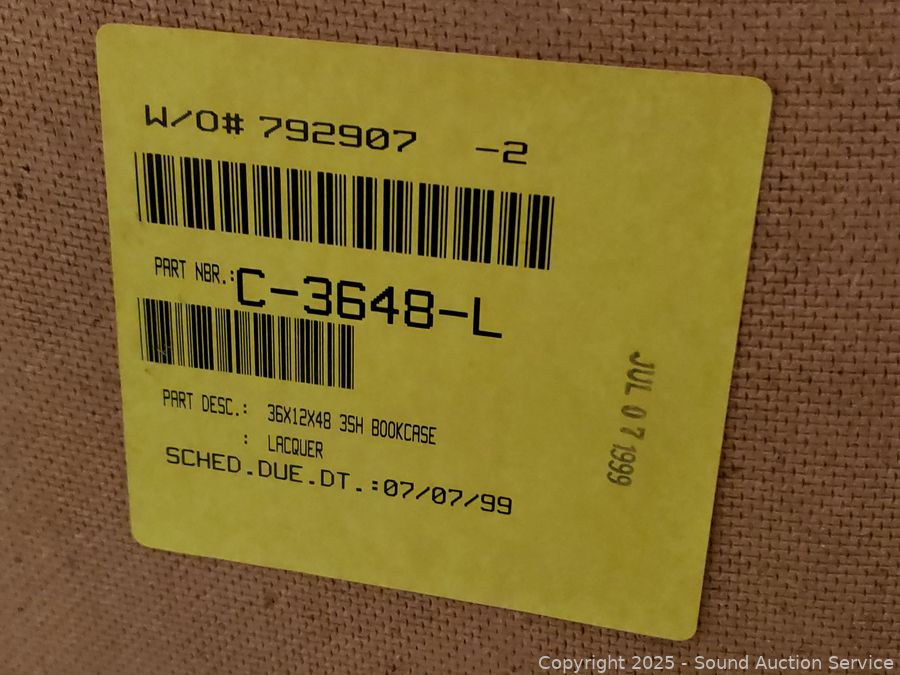 W/O# 792907 -2
PART NBR.: C-3648-L
PART DESC.: 36X12X48 3SH BOOKCASE
: LACQUER
SCHED.DUE.DT.:07/07/99
JUL 07 1999
Copyright 2025 - Sound Auction Service